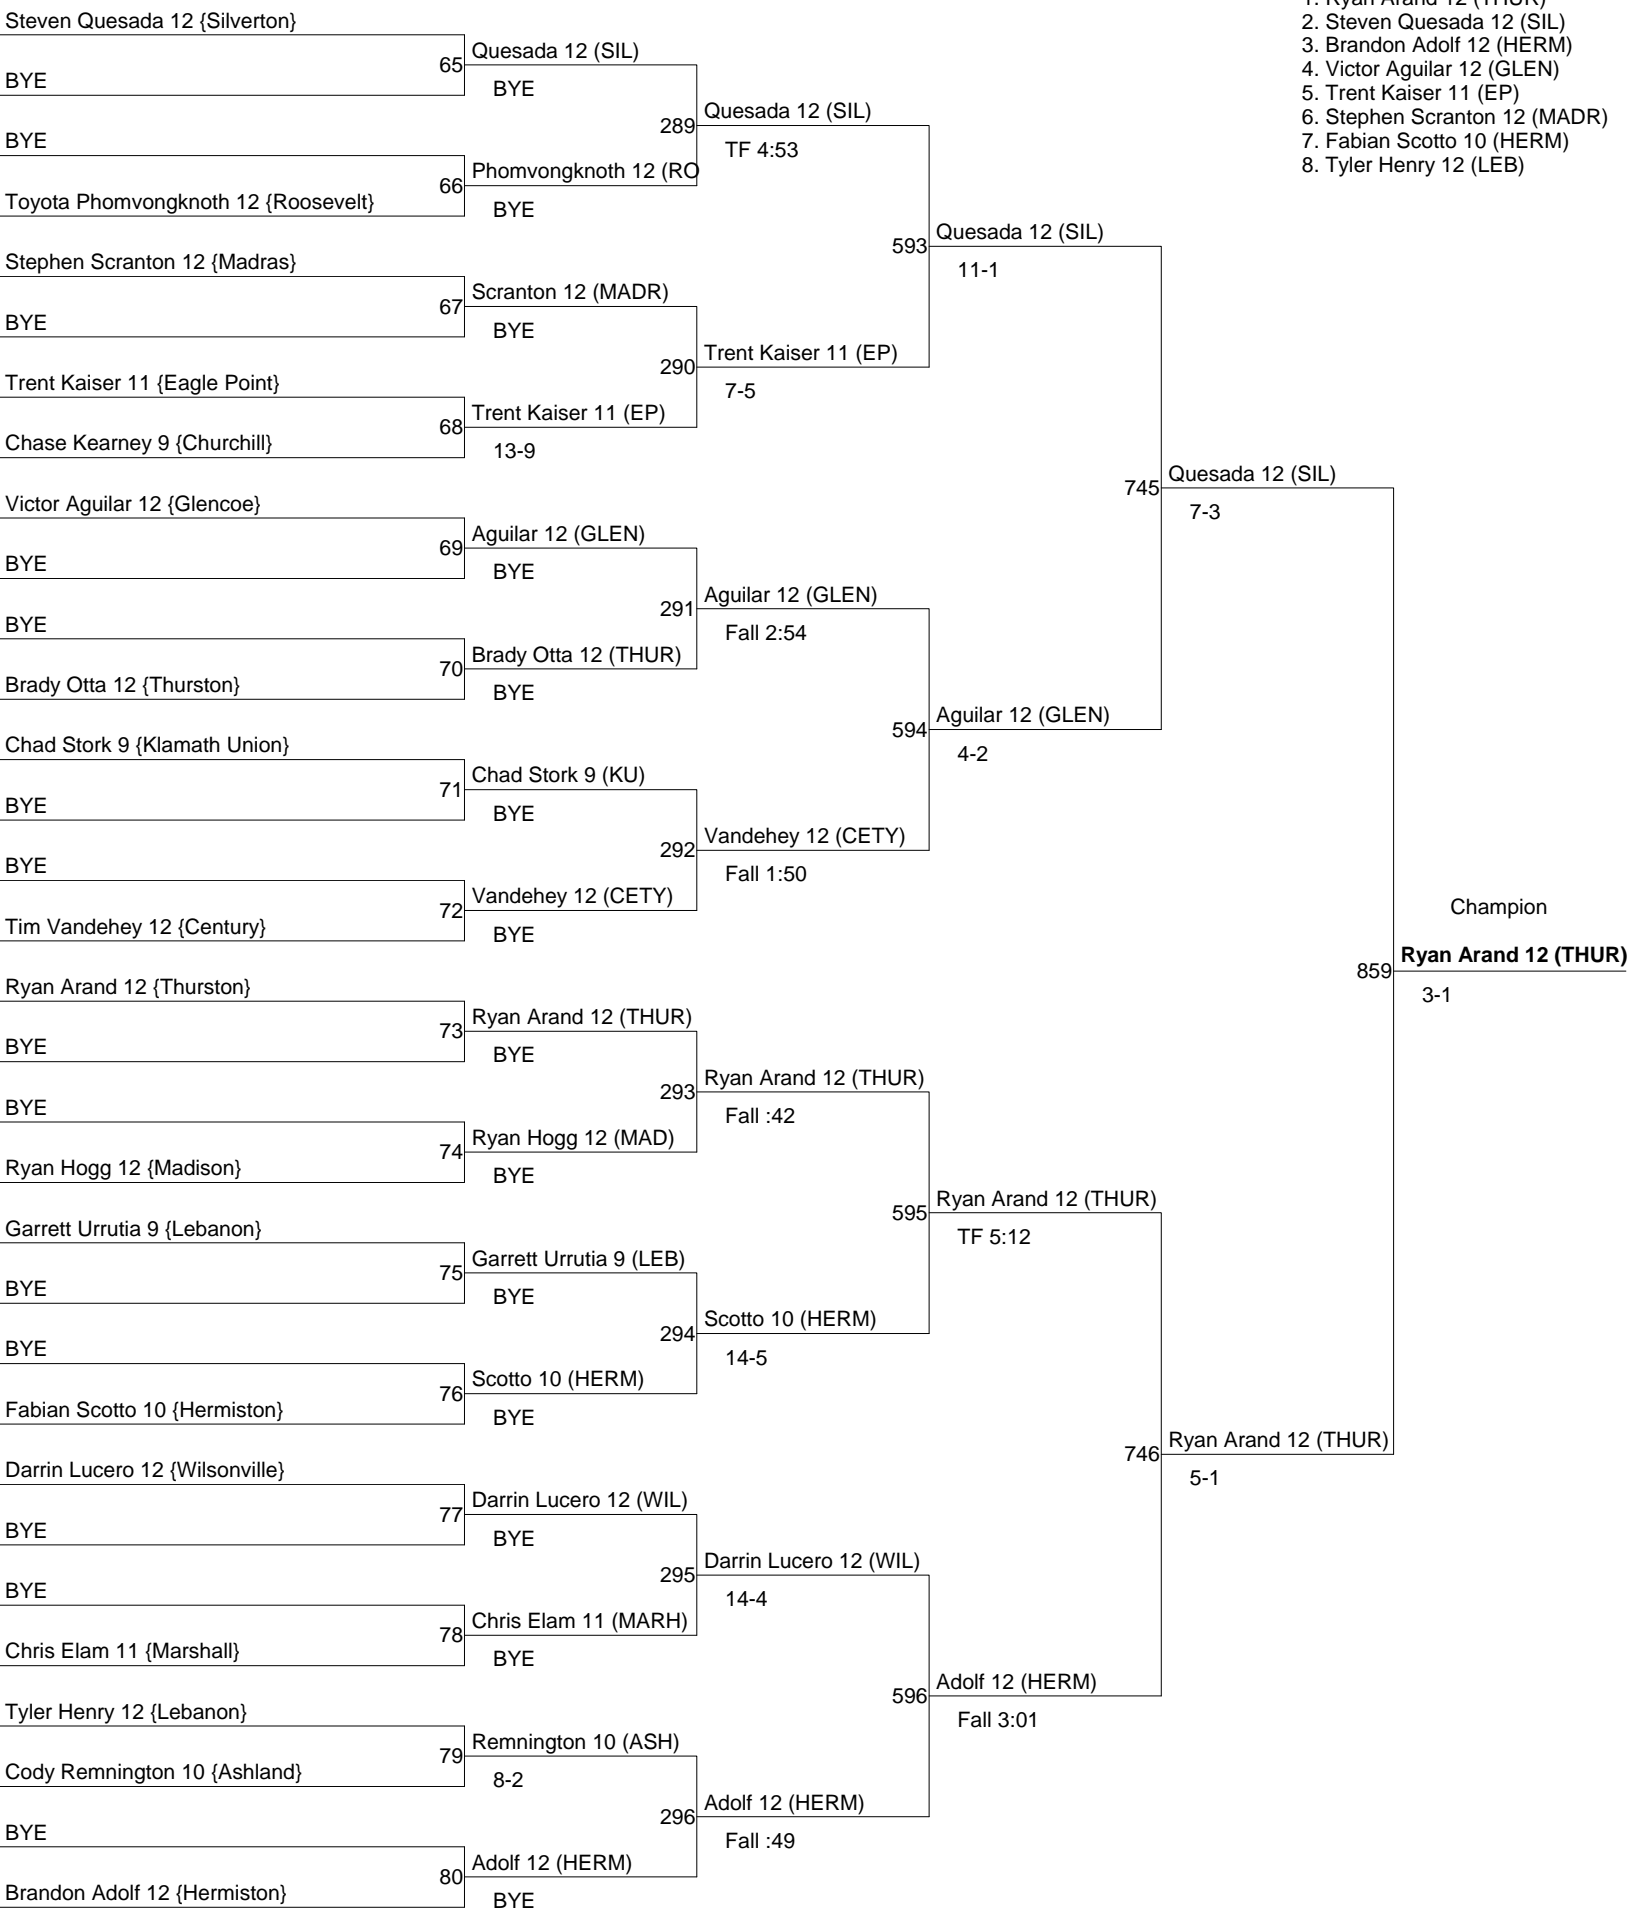 1. Ryan Arand 12 (THUR)
2. Steven Quesada 12 (SIL)
3. Brandon Adolf 12 (HERM)
4. Victor Aguilar 12 (GLEN)
5. Trent Kaiser 11 (EP)
6. Stephen Scranton 12 (MADR)
7. Fabian Scotto 10 (HERM)
8. Tyler Henry 12 (LEB)
Steven Quesada 12 {Silverton}
BYE
BYE
Toyota Phomvongknoth 12 {Roosevelt}
Stephen Scranton 12 {Madras}
BYE
Trent Kaiser 11 {Eagle Point}
Chase Kearney 9 {Churchill}
Victor Aguilar 12 {Glencoe}
BYE
BYE
Brady Otta 12 {Thurston}
Chad Stork 9 {Klamath Union}
BYE
BYE
Tim Vandehey 12 {Century}
Ryan Arand 12 {Thurston}
BYE
BYE
Ryan Hogg 12 {Madison}
Garrett Urrutia 9 {Lebanon}
BYE
BYE
Fabian Scotto 10 {Hermiston}
Darrin Lucero 12 {Wilsonville}
BYE
BYE
Chris Elam 11 {Marshall}
Tyler Henry 12 {Lebanon}
Cody Remnington 10 {Ashland}
BYE
Brandon Adolf 12 {Hermiston}
65 Quesada 12 (SIL)
BYE
66 Phomvongknoth 12 (RO
BYE
67 Scranton 12 (MADR)
BYE
68 Trent Kaiser 11 (EP)
13-9
69 Aguilar 12 (GLEN)
BYE
70 Brady Otta 12 (THUR)
BYE
71 Chad Stork 9 (KU)
BYE
72 Vandehey 12 (CETY)
BYE
73 Ryan Arand 12 (THUR)
BYE
74 Ryan Hogg 12 (MAD)
BYE
75 Garrett Urrutia 9 (LEB)
BYE
76 Scotto 10 (HERM)
BYE
77 Darrin Lucero 12 (WIL)
BYE
78 Chris Elam 11 (MARH)
BYE
79 Remnington 10 (ASH)
8-2
80 Adolf 12 (HERM)
BYE
289 Quesada 12 (SIL)
TF 4:53
290 Trent Kaiser 11 (EP)
7-5
291 Aguilar 12 (GLEN)
Fall 2:54
292 Vandehey 12 (CETY)
Fall 1:50
293 Ryan Arand 12 (THUR)
Fall :42
294 Scotto 10 (HERM)
14-5
295 Darrin Lucero 12 (WIL)
14-4
296 Adolf 12 (HERM)
Fall :49
593 Quesada 12 (SIL)
11-1
594 Aguilar 12 (GLEN)
4-2
595 Ryan Arand 12 (THUR)
TF 5:12
596 Adolf 12 (HERM)
Fall 3:01
745 Quesada 12 (SIL)
7-3
746 Ryan Arand 12 (THUR)
5-1
Champion
859 Ryan Arand 12 (THUR)
3-1